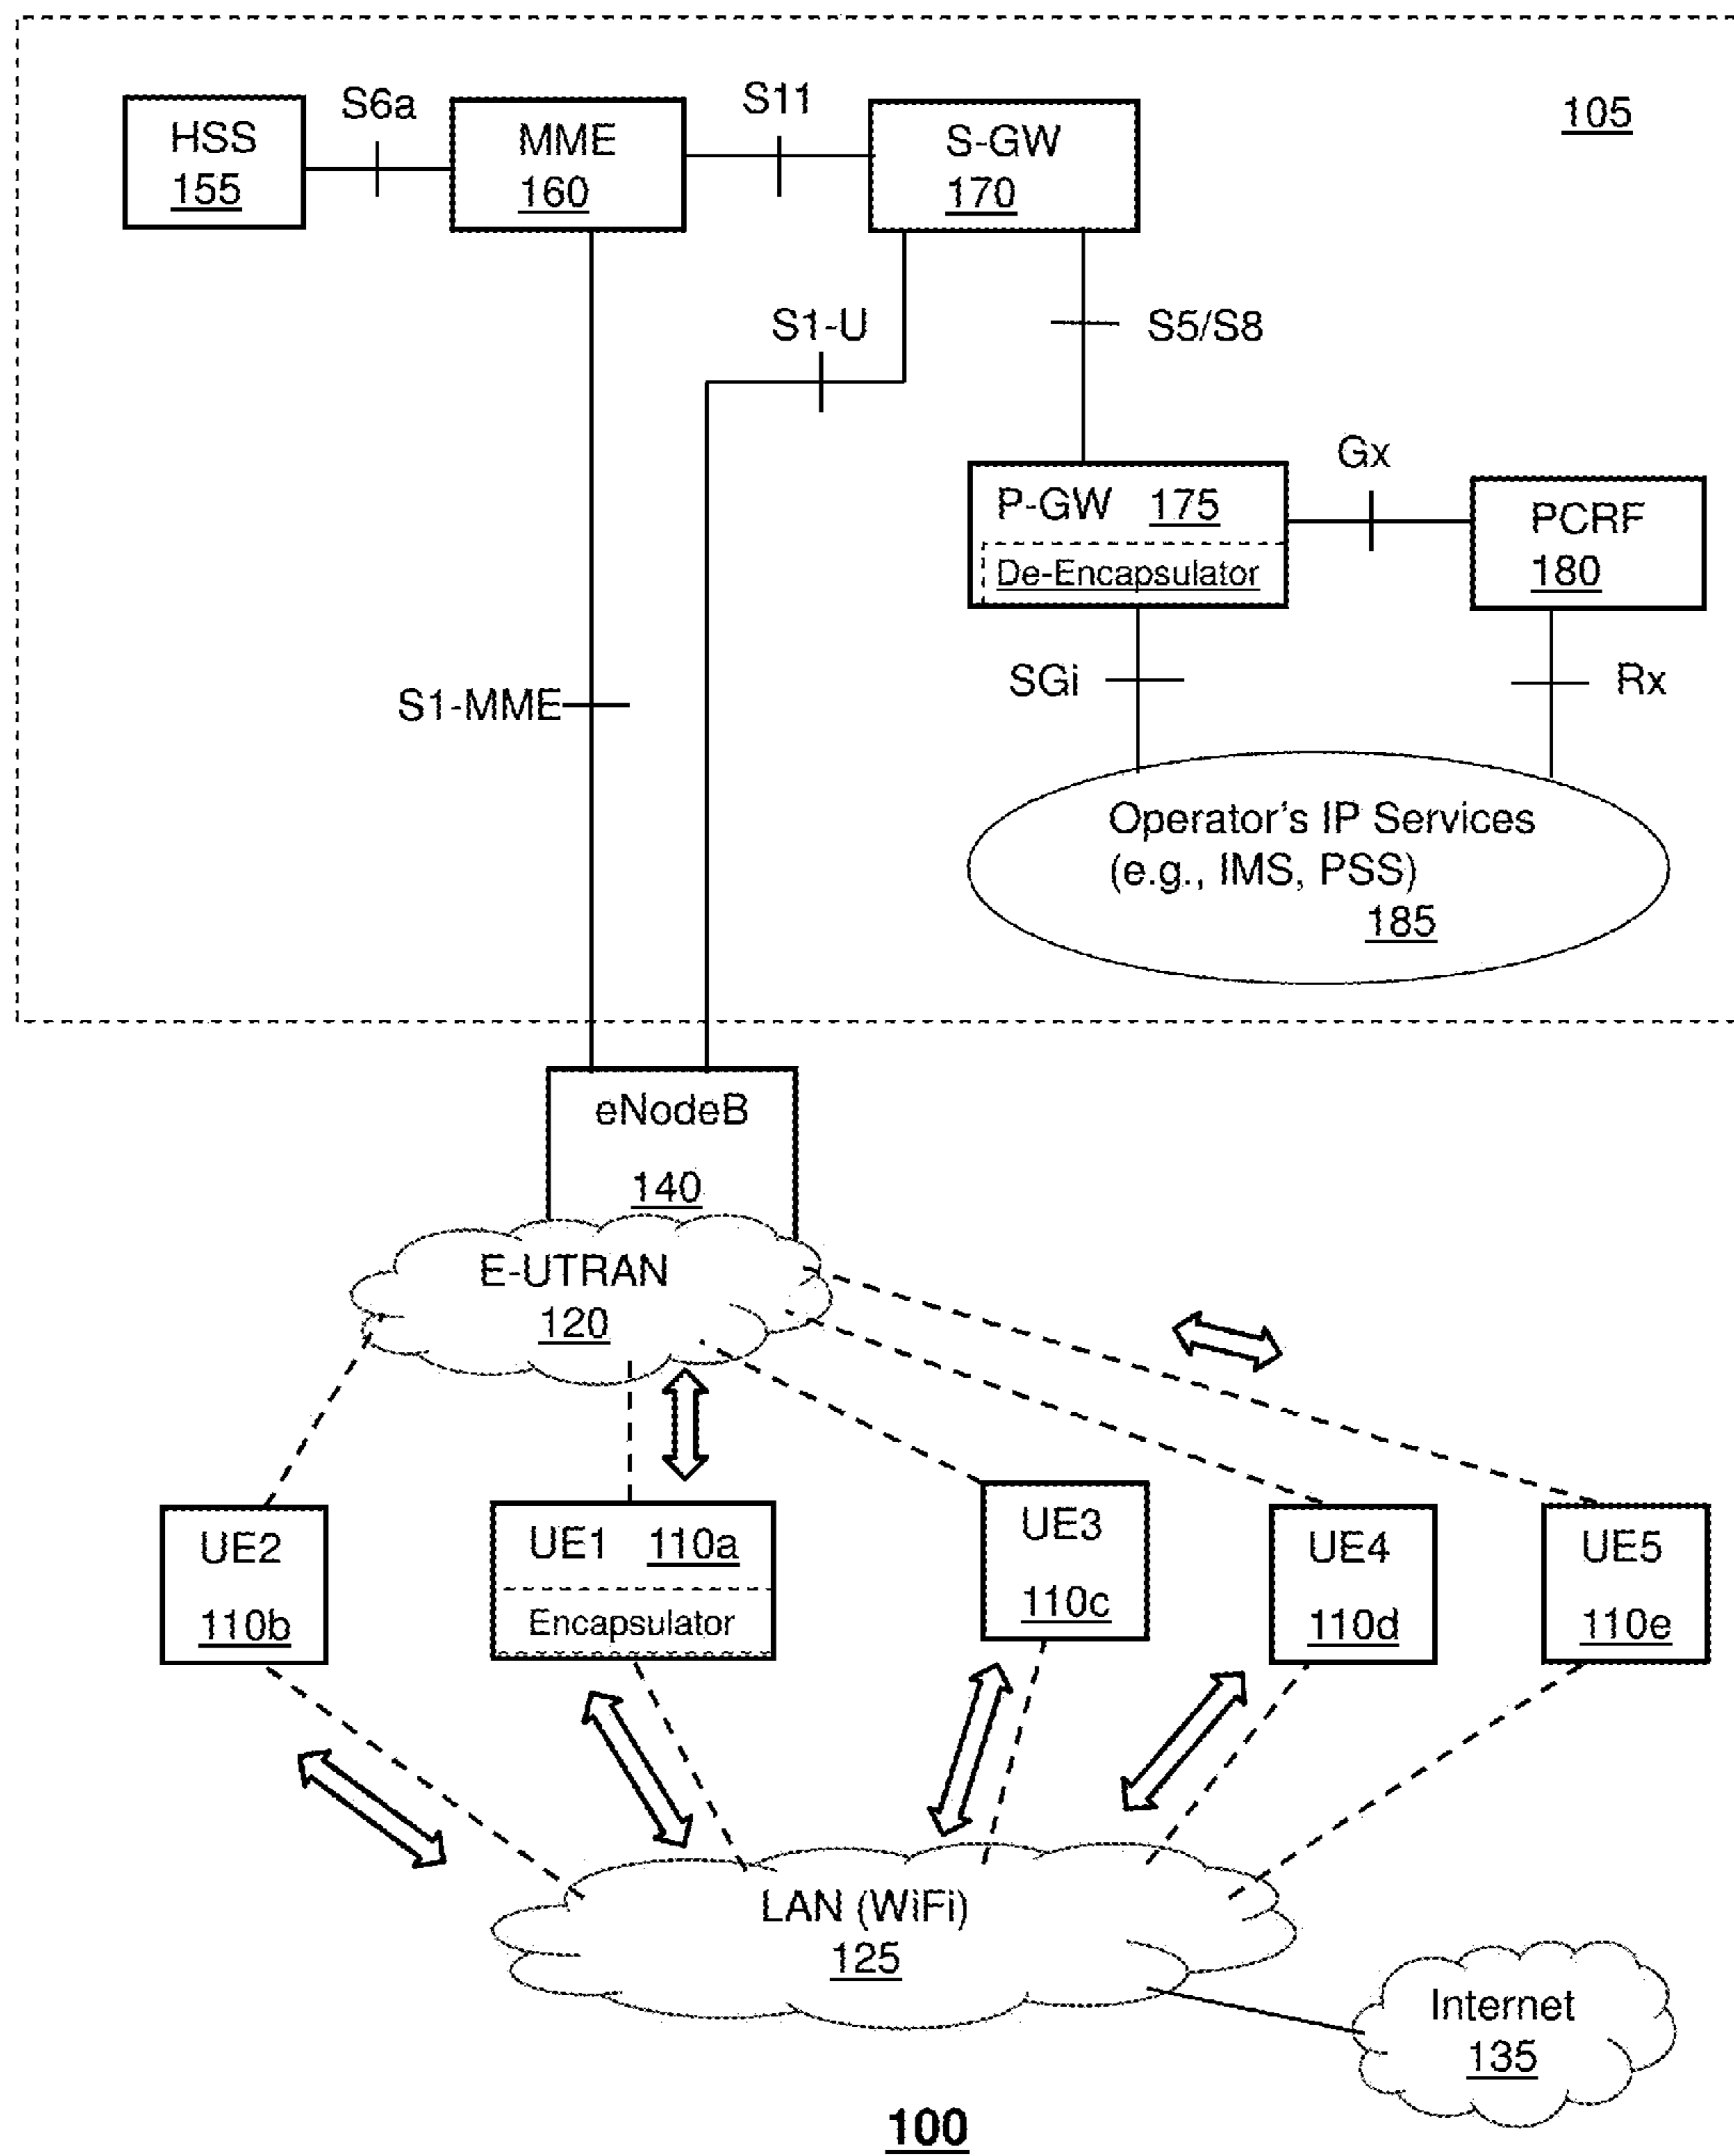 105
S6a
S11
HSS
155
MME
160
S-GW
170
S1-U
S5/S8
Gx
P-GW 175
De-Encapsulator
PCRF
180
S1-MME
SGi
Rx
Operator's IP Services
(e.g., IMS, PSS)
185
eNodeB
140
E-UTRAN
120
UE2
110b
UE1 110a
Encapsulator
UE3
110c
UE4
110d
UE5
110e
LAN (WiFi)
125
Internet
135
100